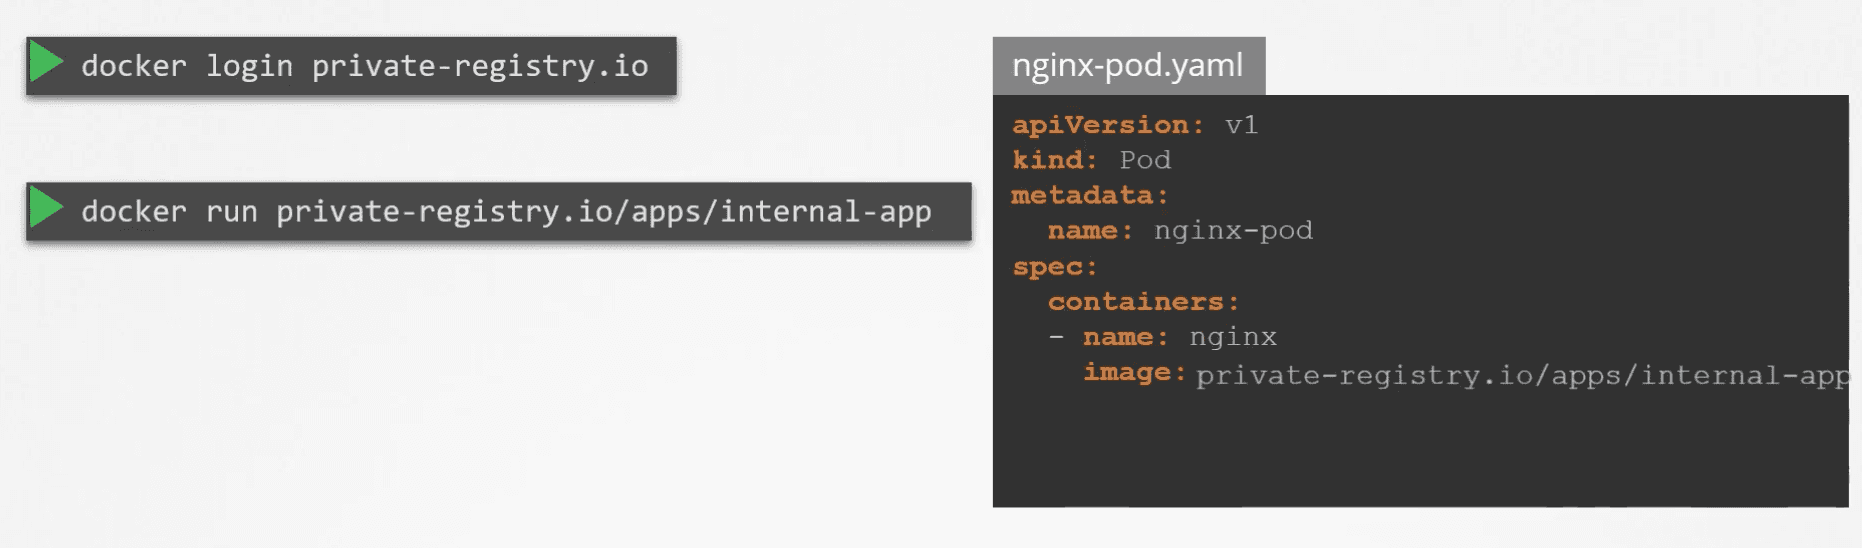 docker login private-registry.io
docker run private-registry.io/apps/internal-app
nginx-pod.yaml
apiVersion: v1
kind: Pod
metadata:
  name: nginx-pod
spec:
  containers:
  - name: nginx
    image: private-registry.io/apps/internal-app